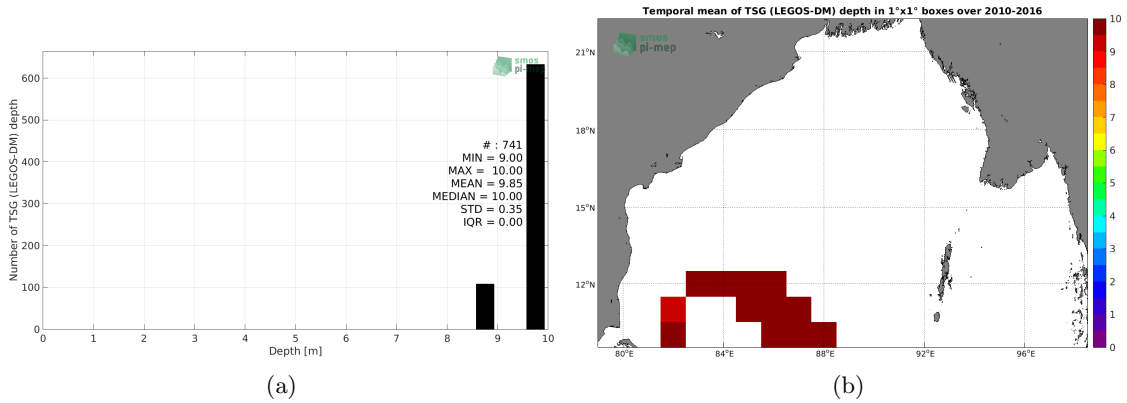 smos
pi-mep
# : 741
MIN = 9.00
MAX = 10.00
MEAN = 9.85
MEDIAN = 10.00
STD = 0.35
IQR = 0.00
Number of TSG (LEGOS-DM) depth
600
500
400
300
200
100
0
0 1 2 3 4 5 6 7 8 9 10
Depth [m]
(a)
Temporal mean of TSG (LEGOS-DM) depth in 1°x1° boxes over 2010-2016
smos
pi-mep
21°N
18°N
15°N
12°N
80°E 84°E 88°E 92°E 96°E
10
9
8
7
6
5
4
3
2
1
0
(b)